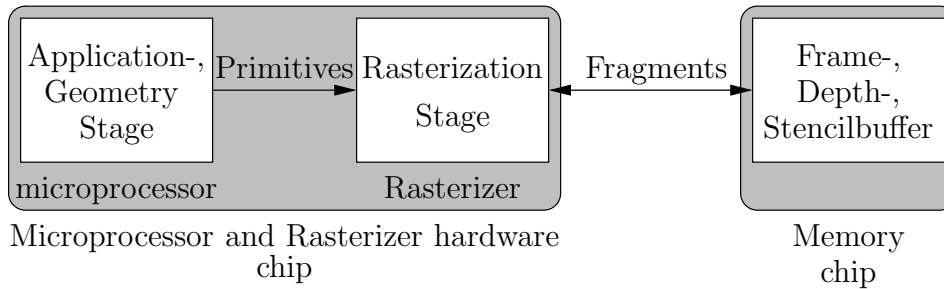 Application-,
Geometry
Stage
Primitives
Rasterization
Stage
Fragments
Frame-,
Depth-,
Stencilbuffer
microprocessor
Rasterizer
Microprocessor and Rasterizer hardware
chip
Memory
chip